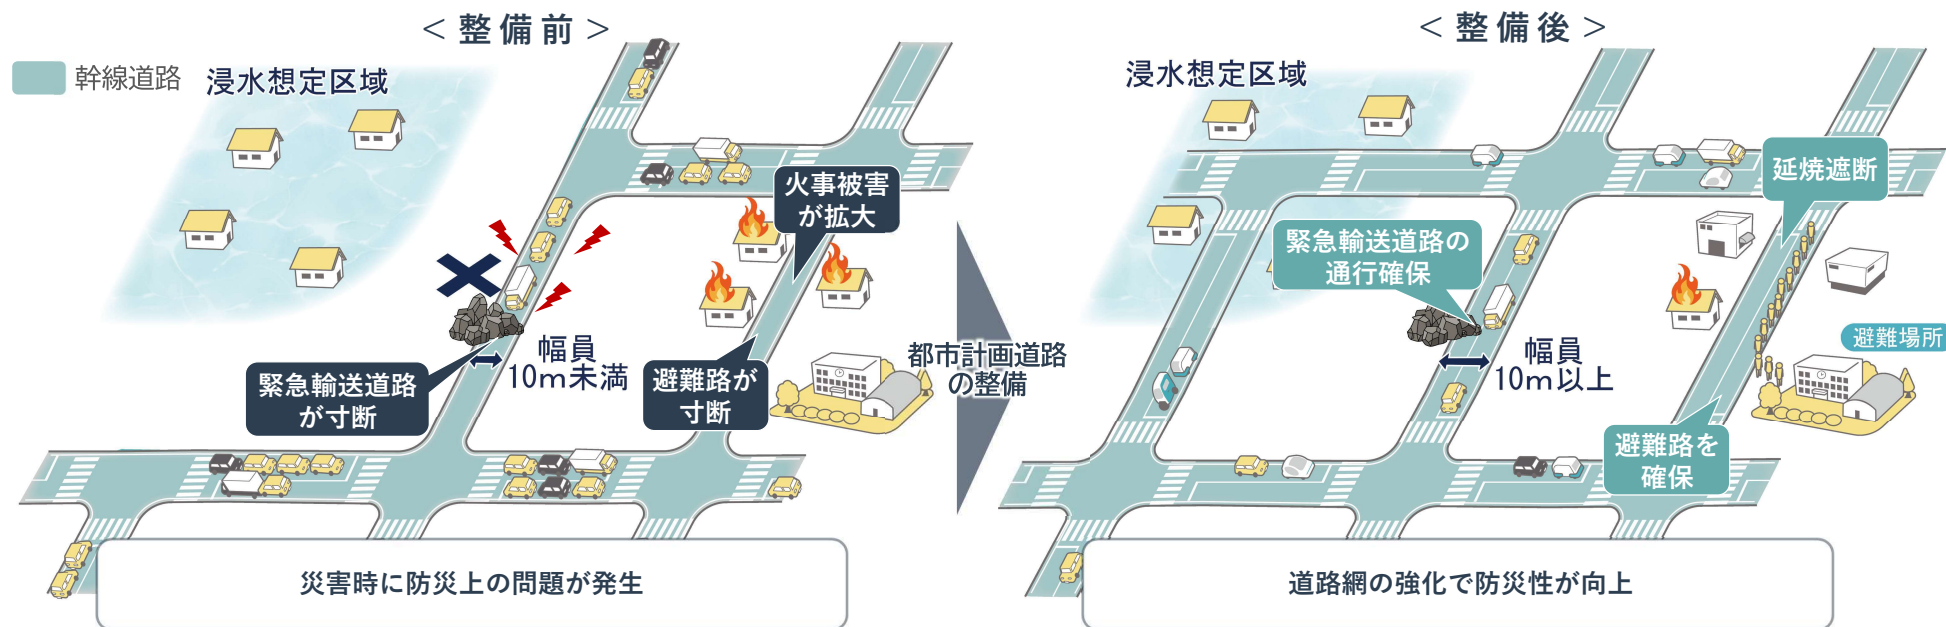 ＜整備前＞
幹線道路
浸水想定区域
火事被害
が拡大
幅員
10m未満
緊急輸送道路
が寸断
避難路が
寸断
災害時に防災上の問題が発生
都市計画道路
の整備
＜整備後＞
浸水想定区域
延焼遮断
緊急輸送道路の
通行確保
避難場所
幅員
10m以上
避難路を
確保
道路網の強化で防災性が向上